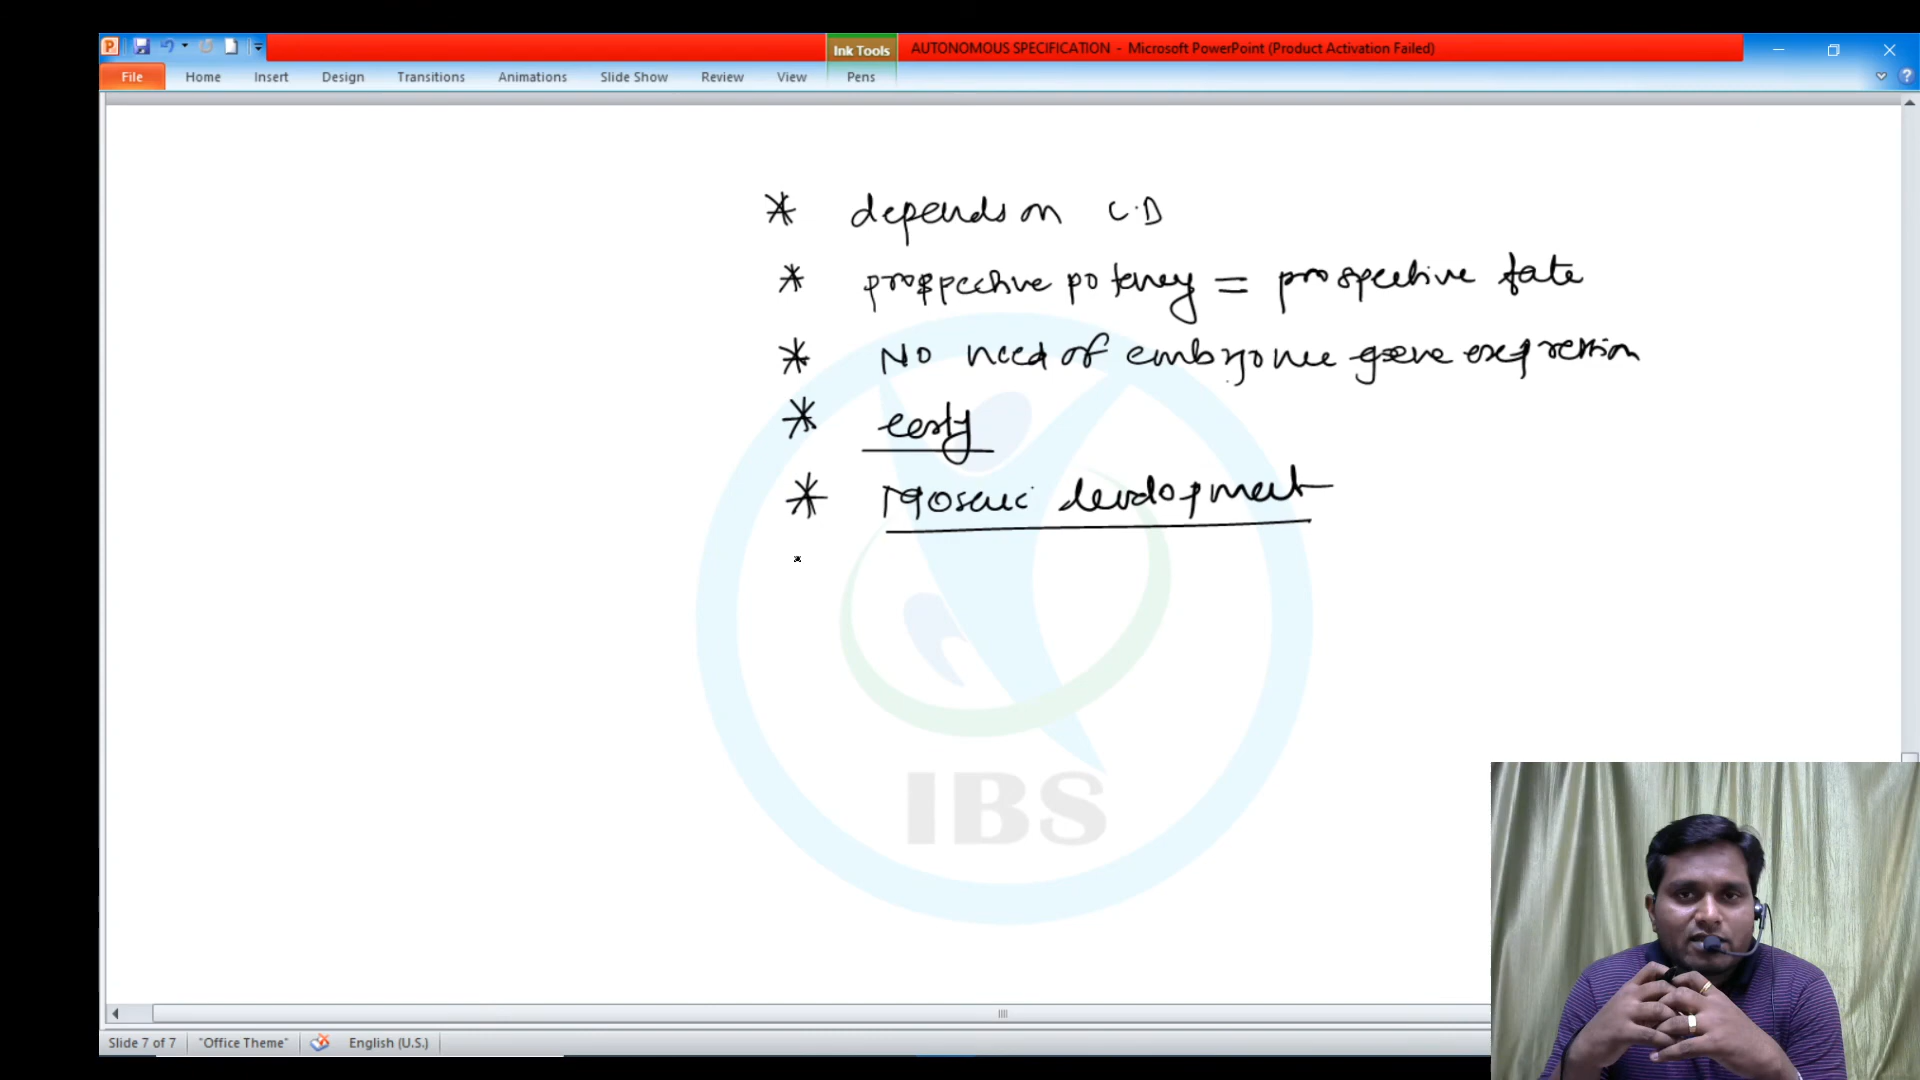 Ink Tools
AUTONOMOUS SPECIFICATION - Microsoft PowerPoint (Product Activation Failed)
File Home Insert Design Transitions Animations Slide Show Review View Pens
* depends on C.D
* prospective potency = prospective fate
* No need of embryonic gene expression
* early
* Mosaic development
IBS
Slide 7 of 7 "Office Theme" English (U.S.)